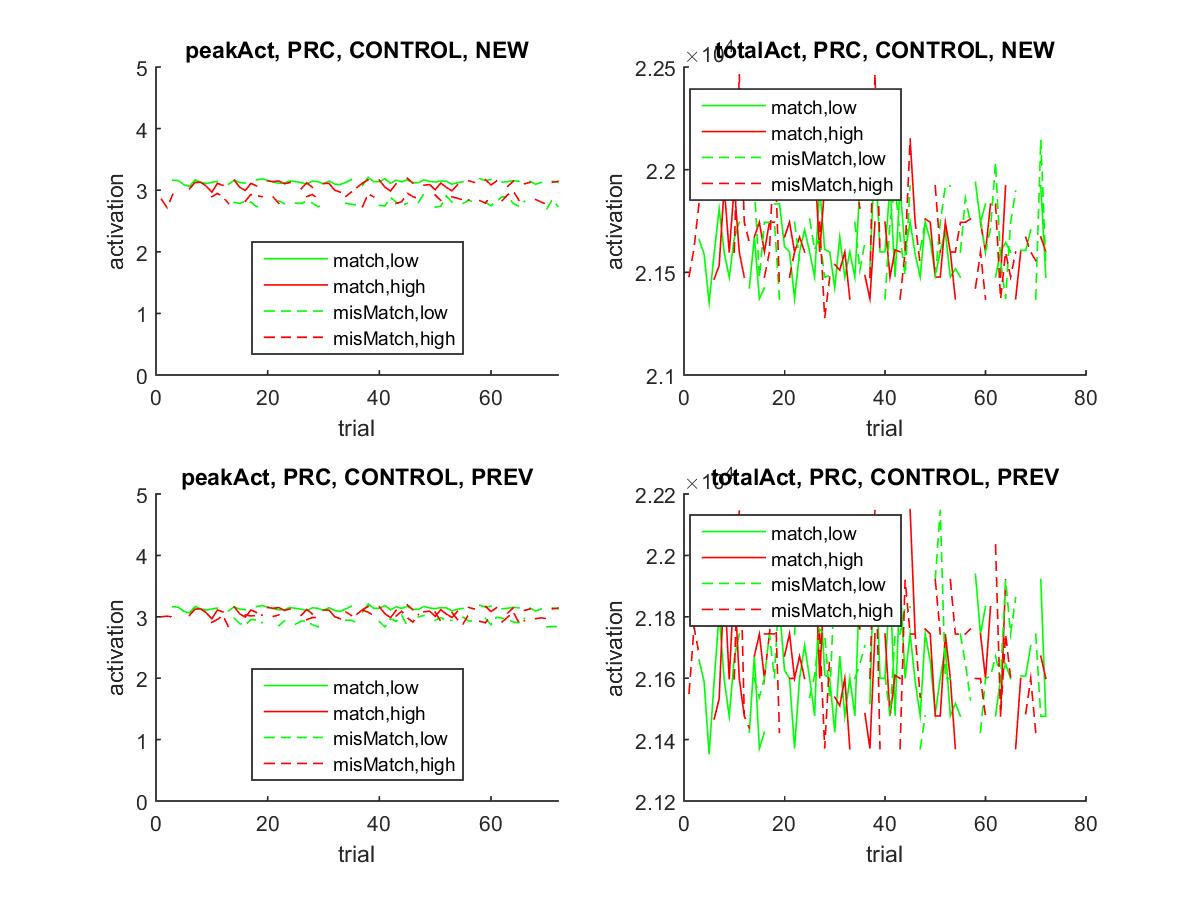 peakAct, PRC, CONTROL, NEW
5
4
3
2
1
0
activation
match,low
match,high
misMatch,low
misMatch,high
0
20
40
60
trial
×10⁴
totalAct, PRC, CONTROL, NEW
2.25
2.2
2.15
2.1
activation
match,low
match,high
misMatch,low
misMatch,high
0
20
40
60
80
trial
peakAct, PRC, CONTROL, PREV
5
4
3
2
1
0
activation
match,low
match,high
misMatch,low
misMatch,high
0
20
40
60
trial
×10⁴
totalAct, PRC, CONTROL, PREV
2.22
2.2
2.18
2.16
2.14
2.12
activation
match,low
match,high
misMatch,low
misMatch,high
0
20
40
60
80
trial